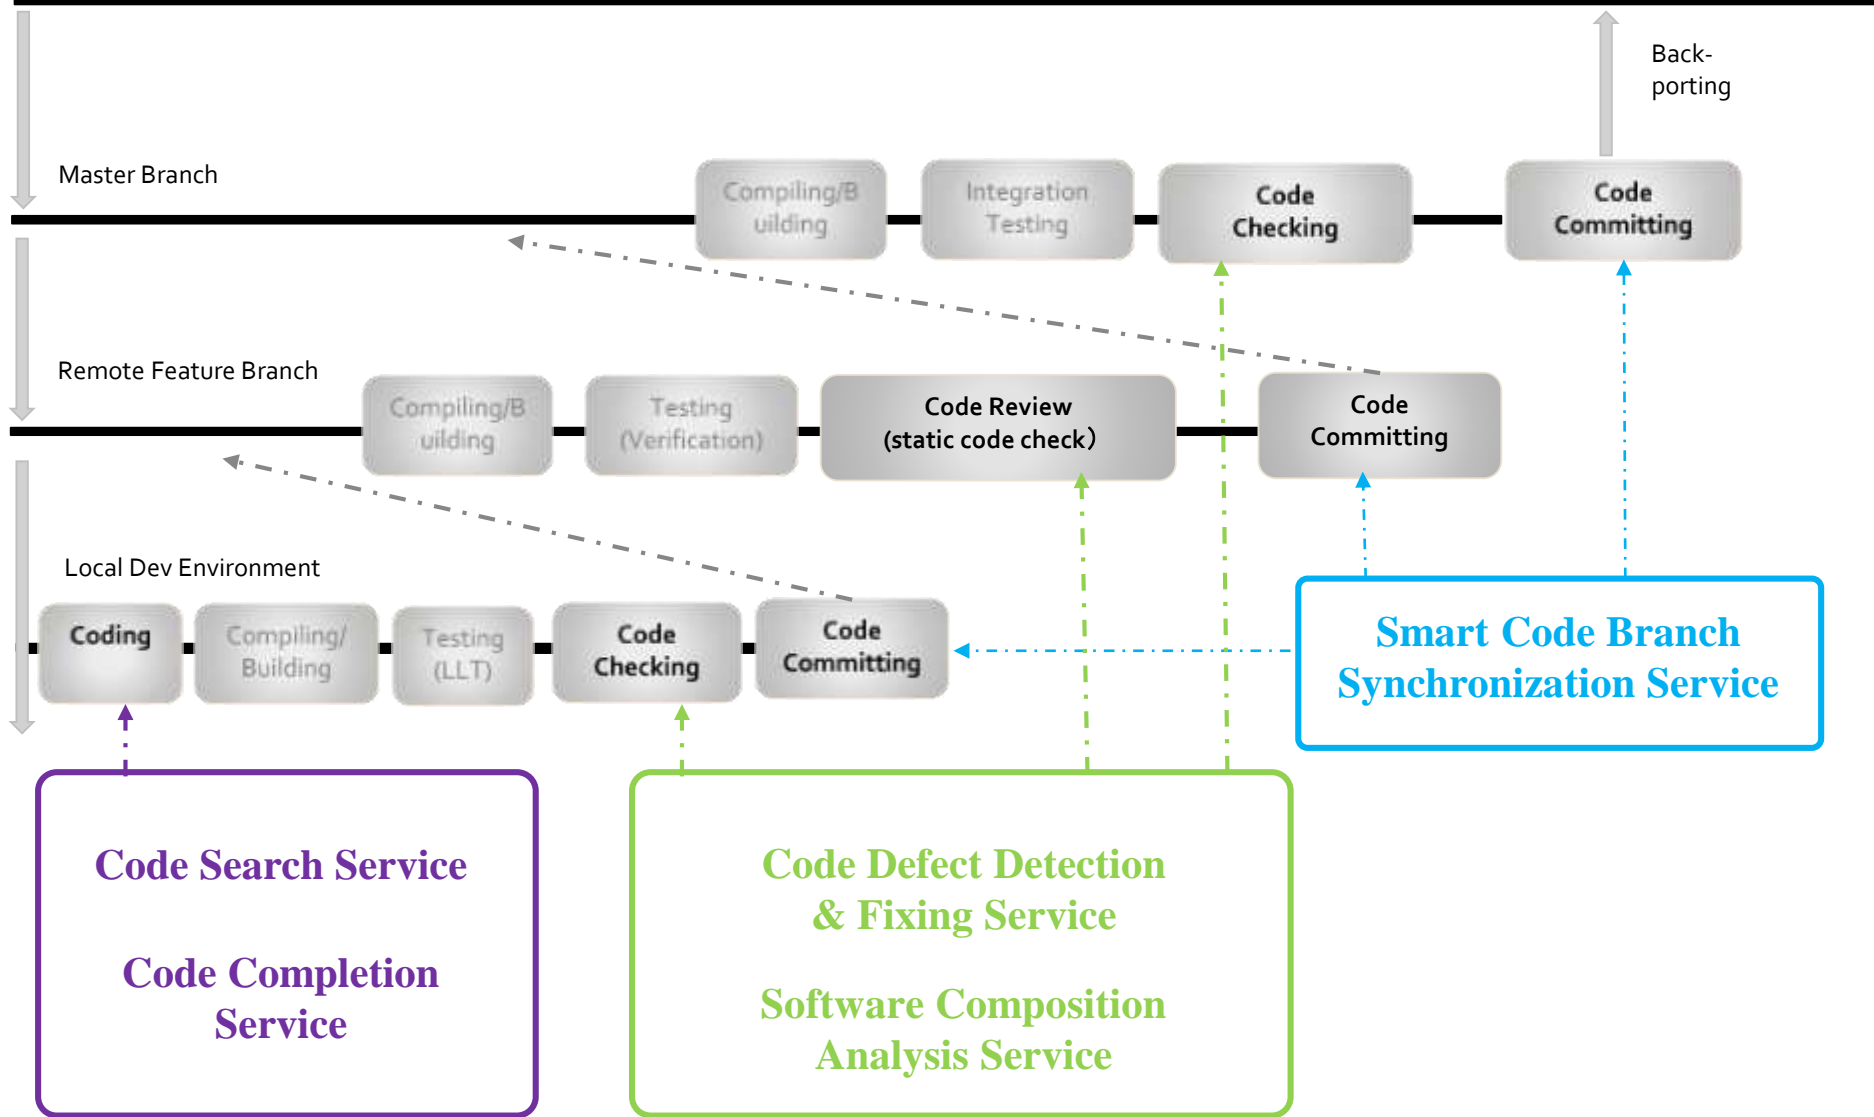 Back-
porting
Master Branch
Compiling/B
uilding
Integration
Testing
Code
Checking
Code
Committing
Remote Feature Branch
Compiling/B
uilding
Testing
(Verification)
Code Review
(static code check）
Code
Committing
Local Dev Environment
Coding
Compiling/
Building
Testing
(LLT)
Code
Checking
Code
Committing
Smart Code Branch
Synchronization Service
Code Search Service
Code Completion
Service
Code Defect Detection
& Fixing Service
Software Composition
Analysis Service